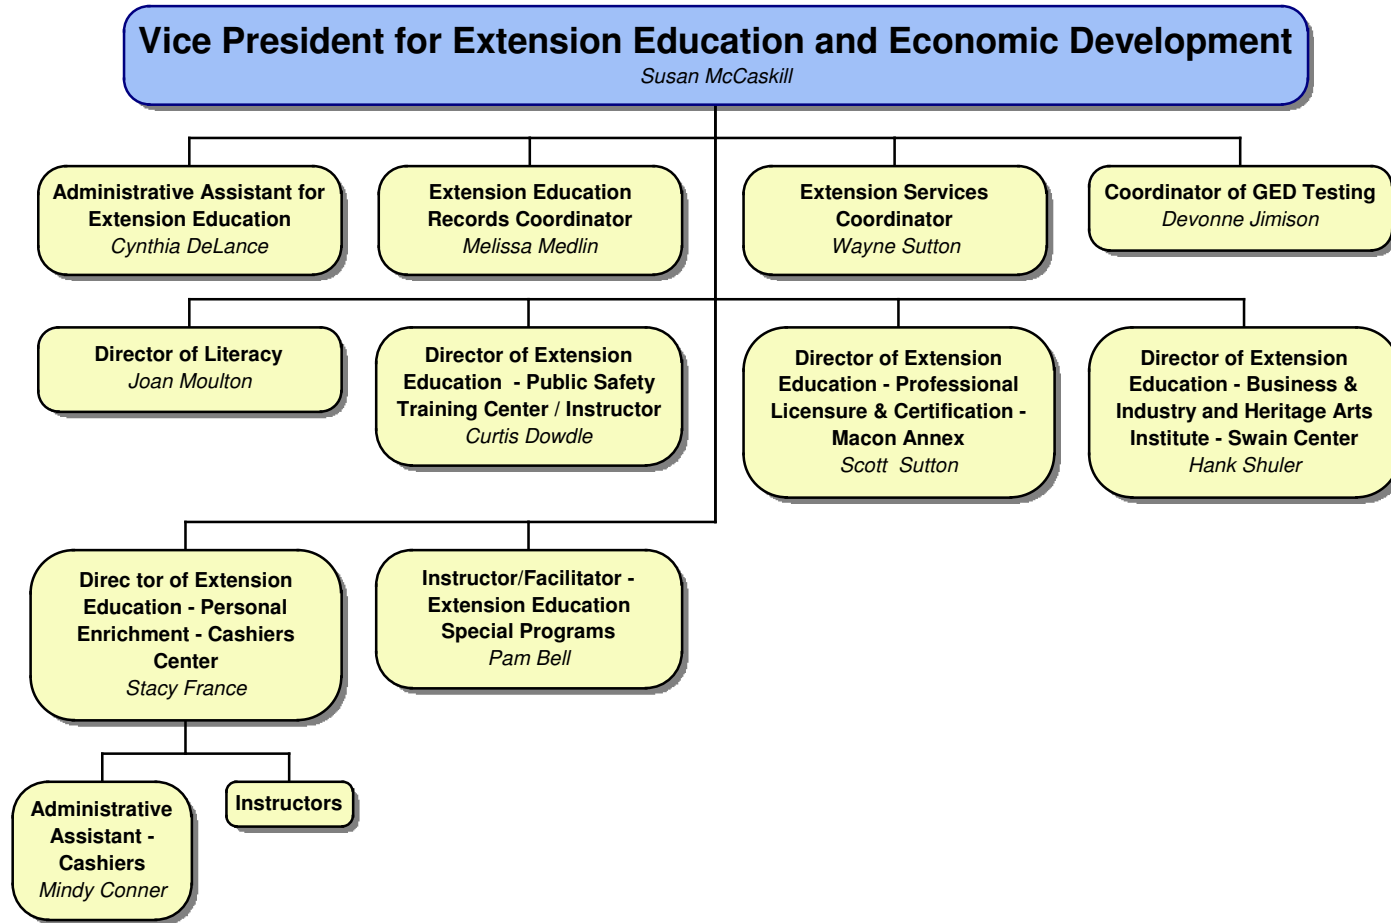 Vice President for Extension Education and Economic Development
Susan McCaskill
Administrative Assistant for
Extension Education
Cynthia DeLance
Extension Education
Records Coordinator
Melissa Medlin
Extension Services
Coordinator
Wayne Sutton
Coordinator of GED Testing
Devonne Jimison
Director of Literacy
Joan Moulton
Director of Extension
Education  - Public Safety
Training Center / Instructor
Curtis Dowdle
Director of Extension
Education - Professional
Licensure & Certification -
Macon Annex
Scott  Sutton
Director of Extension
Education - Business &
Industry and Heritage Arts
Institute - Swain Center
Hank Shuler
Direc tor of Extension
Education - Personal
Enrichment - Cashiers
Center
Stacy France
Instructor/Facilitator -
Extension Education
Special Programs
Pam Bell
Administrative
Assistant -
Cashiers
Mindy Conner
Instructors